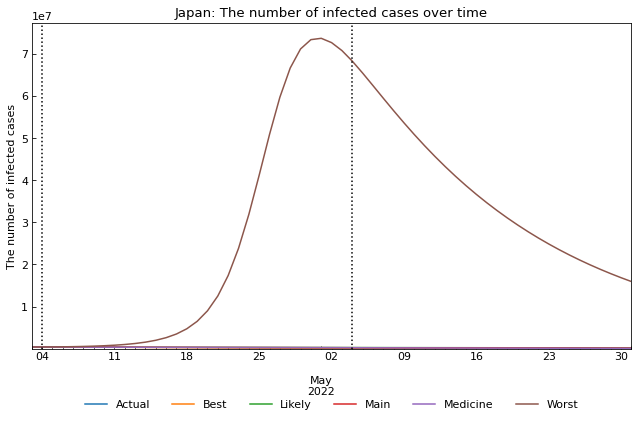 Japan: The number of infected cases over time
1e7
The number of infected cases
7
6
5
4
3
2
1
04 11 18 25 02 09 16 23 30
May
2022
Actual Best Likely Main Medicine Worst